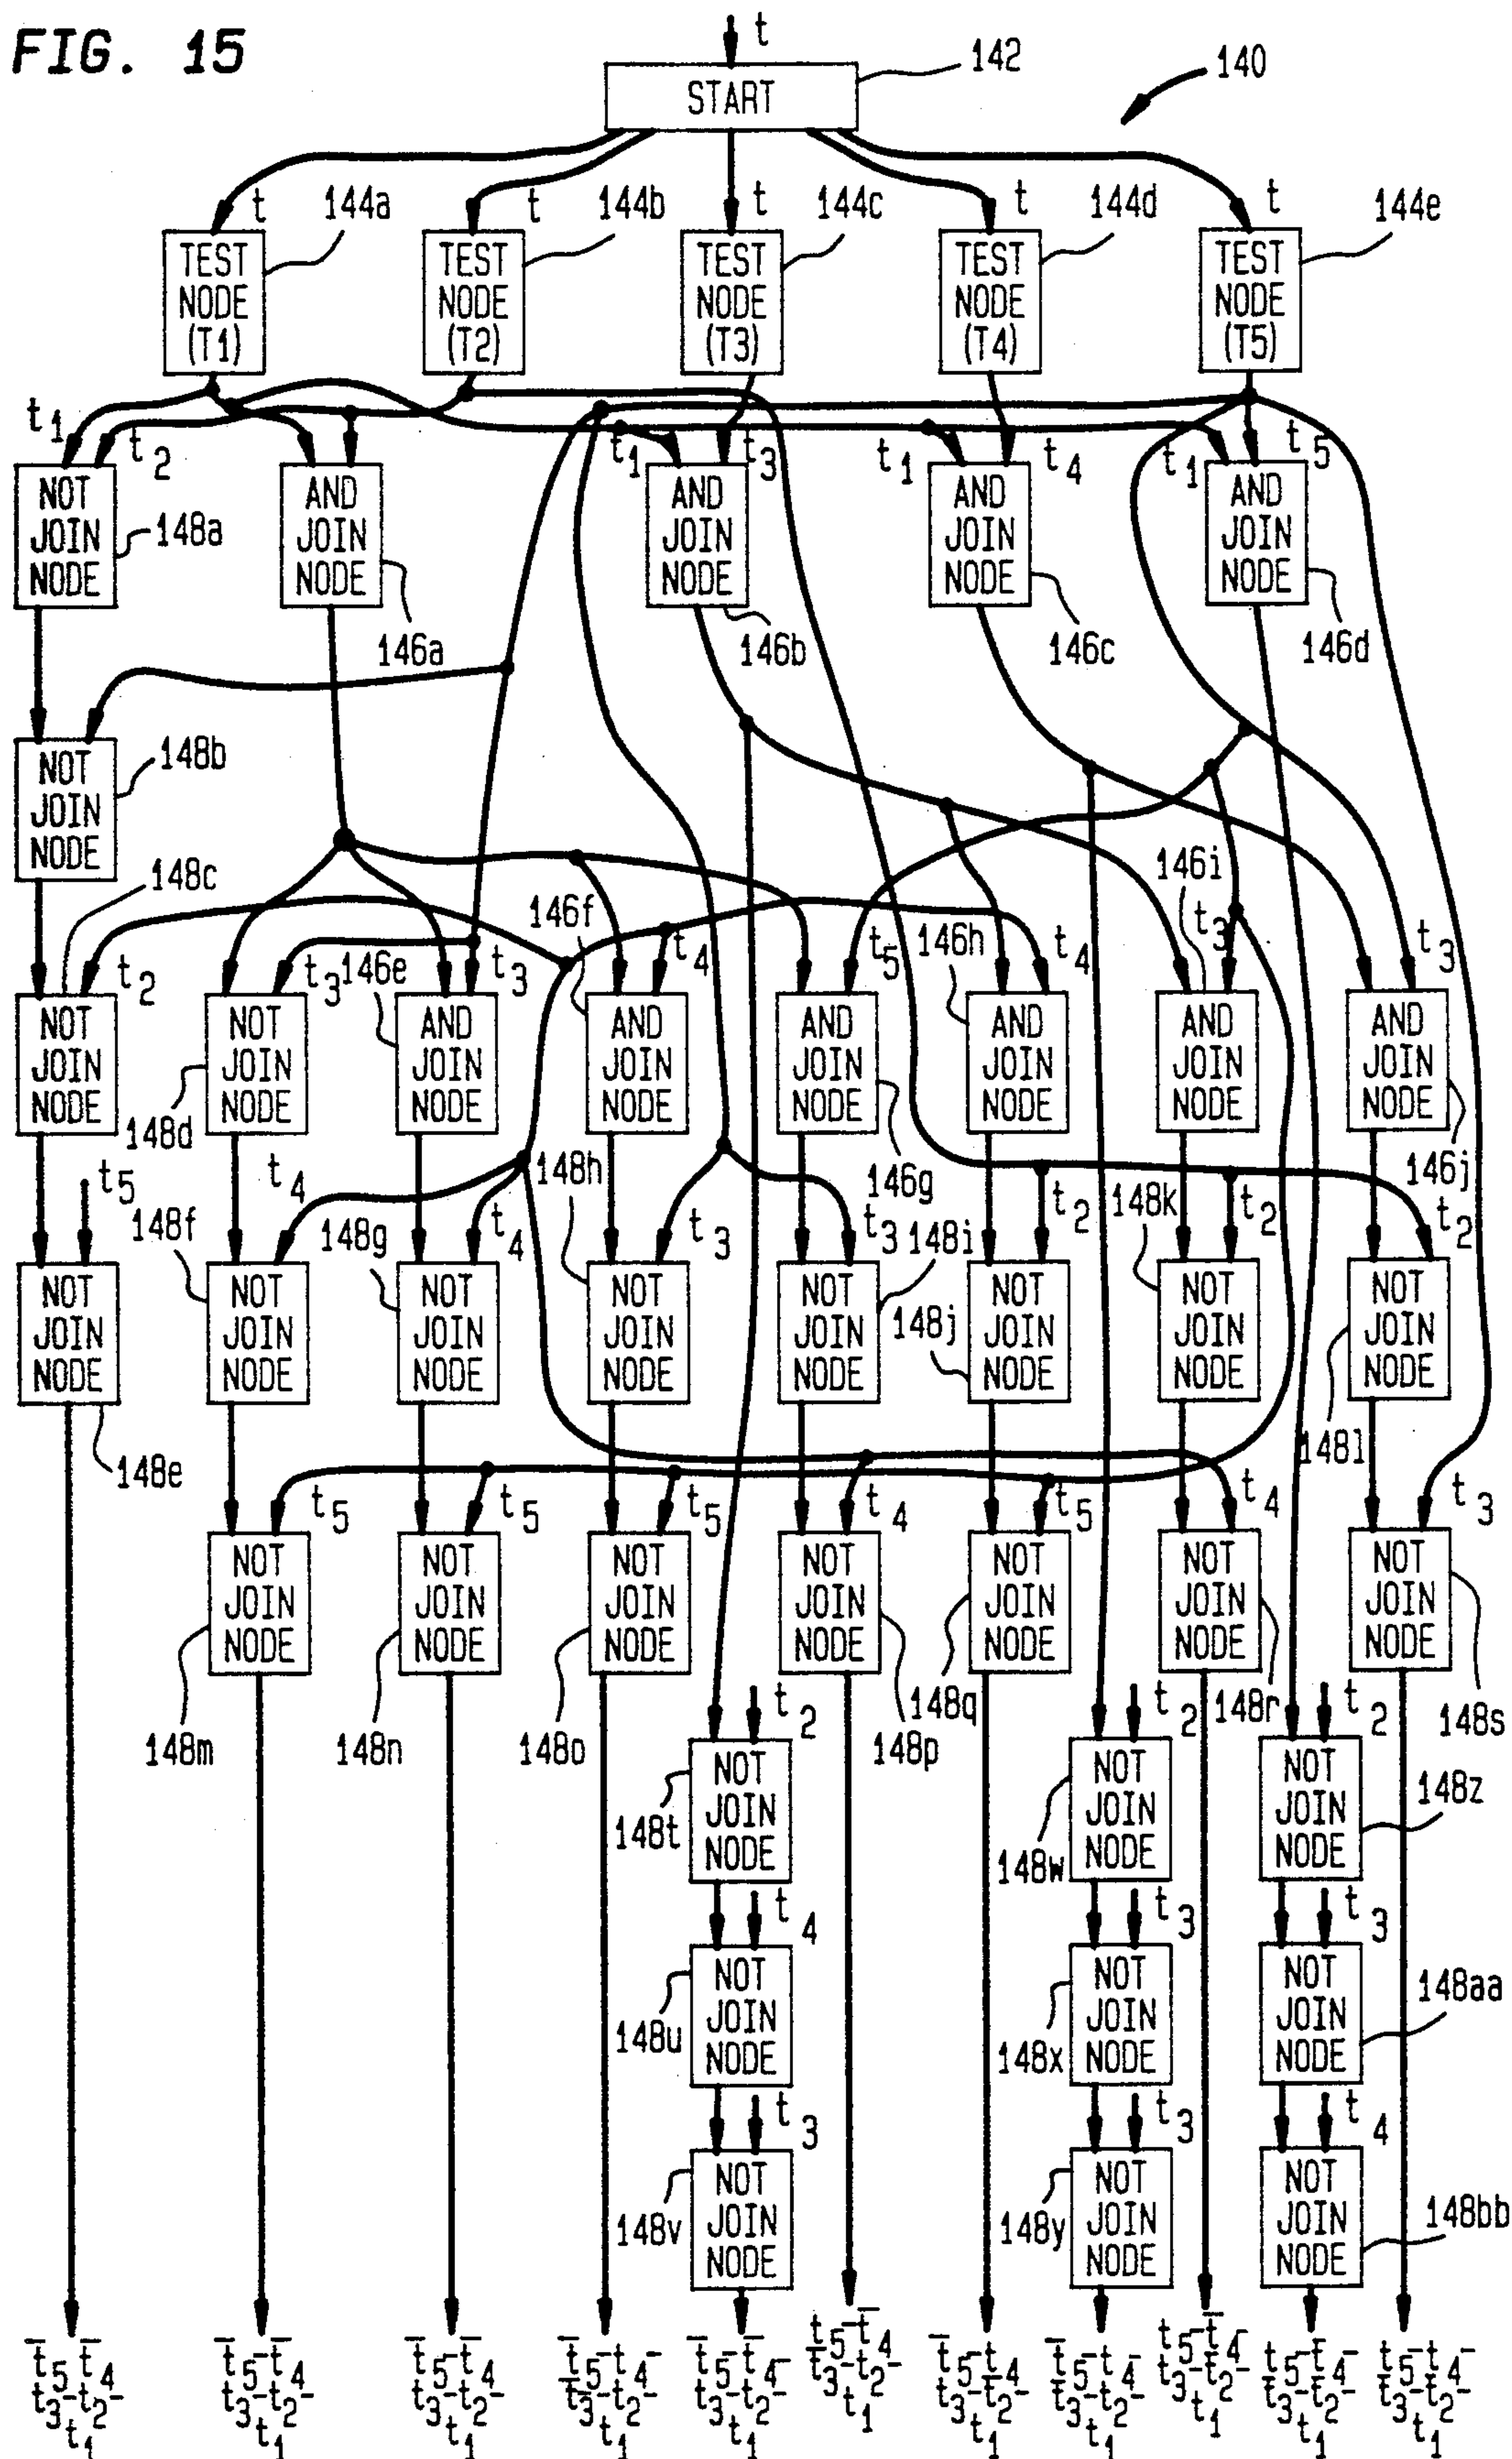 FIG. 15
t
142
140
START
t
144a
t
144b
t
144c
t
144d
t
144e
TEST
NODE
(T1)
TEST
NODE
(T2)
TEST
NODE
(T3)
TEST
NODE
(T4)
TEST
NODE
(T5)
t1
t2
t1
t3
t1
t4
t1
t5
NOT
JOIN
NODE
148a
AND
JOIN
NODE
146a
AND
JOIN
NODE
146b
AND
JOIN
NODE
146c
AND
JOIN
NODE
146d
NOT
JOIN
NODE
148b
148c
t2
t3
146e
t3
146f
t4
t5
146h
t4
146i
t3
t3
NOT
JOIN
NODE
NOT
JOIN
NODE
148d
AND
JOIN
NODE
AND
JOIN
NODE
AND
JOIN
NODE
146g
AND
JOIN
NODE
AND
JOIN
NODE
AND
JOIN
NODE
146j
t5
148f
t4
148g
t4
148h
t3
t3
148i
t2
148k
t2
t2
NOT
JOIN
NODE
148e
NOT
JOIN
NODE
NOT
JOIN
NODE
NOT
JOIN
NODE
NOT
JOIN
NODE
148j
NOT
JOIN
NODE
NOT
JOIN
NODE
NOT
JOIN
NODE
148l
t5
t5
t5
t4
t5
t4
t3
NOT
JOIN
NODE
148m
NOT
JOIN
NODE
148n
NOT
JOIN
NODE
148o
NOT
JOIN
NODE
148p
NOT
JOIN
NODE
148q
NOT
JOIN
NODE
148r
NOT
JOIN
NODE
148s
t2
t2
t2
NOT
JOIN
NODE
148t
NOT
JOIN
NODE
148w
NOT
JOIN
NODE
148z
t4
t3
t3
NOT
JOIN
NODE
148u
NOT
JOIN
NODE
148x
NOT
JOIN
NODE
148aa
t3
t3
t4
NOT
JOIN
NODE
148v
NOT
JOIN
NODE
148y
NOT
JOIN
NODE
148bb